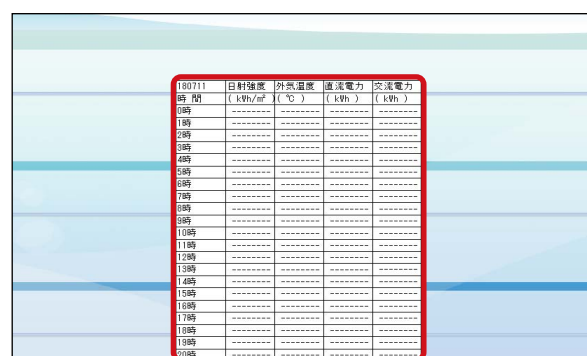 180711 日射強度 外気温度 直流電力 交流電力
時 間 ( kWh/㎡ ) ( ℃ ) ( kWh ) ( kWh )
0時 ------- ------- ------- -------
1時 ------- ------- ------- -------
2時 ------- ------- ------- -------
3時 ------- ------- ------- -------
4時 ------- ------- ------- -------
5時 ------- ------- ------- -------
6時 ------- ------- ------- -------
7時 ------- ------- ------- -------
8時 ------- ------- ------- -------
9時 ------- ------- ------- -------
10時 ------- ------- ------- -------
11時 ------- ------- ------- -------
12時 ------- ------- ------- -------
13時 ------- ------- ------- -------
14時 ------- ------- ------- -------
15時 ------- ------- ------- -------
16時 ------- ------- ------- -------
17時 ------- ------- ------- -------
18時 ------- ------- ------- -------
19時 ------- ------- ------- -------
20時 ------- ------- ------- -------